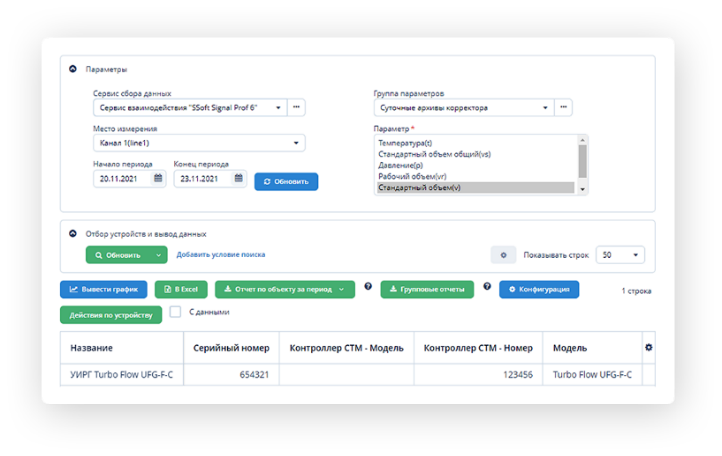 Параметры
Сервис сбора данных
Сервис взаимодействия "SSoft Signal Prof 6"
Группа параметров
Суточные архивы корректора
Место измерения
Канал 1(line1)
Параметр *
Температура(t)
Стандартный объем общий(vs)
Давление(p)
Рабочий объем(vr)
Стандартный объем(v)
Начало периода
Конец периода
20.11.2021
23.11.2021
Обновить
Отбор устройств и вывод данных
Обновить
Добавить условие поиска
Показывать строк
50
Вывести график
В Excel
Отчет по объекту за период
Групповые отчеты
Конфигурация
1 строка
Действия по устройству
С данными
Название Серийный номер Контроллер СТМ - Модель Контроллер СТМ - Номер Модель
УИРГ Turbo Flow UFG-F-C 654321 123456 Turbo Flow UFG-F-C